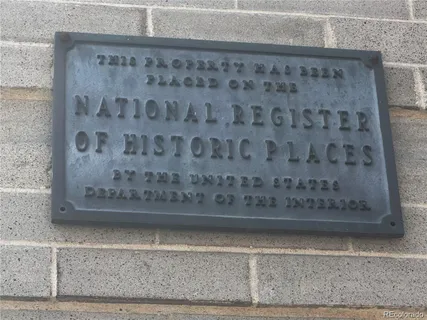 THIS PROPERTY HAS BEEN
PLACED ON THE
NATIONAL REGISTER
OF HISTORIC PLACES
BY THE UNITED STATES
DEPARTMENT OF THE INTERIOR.
REcolorado